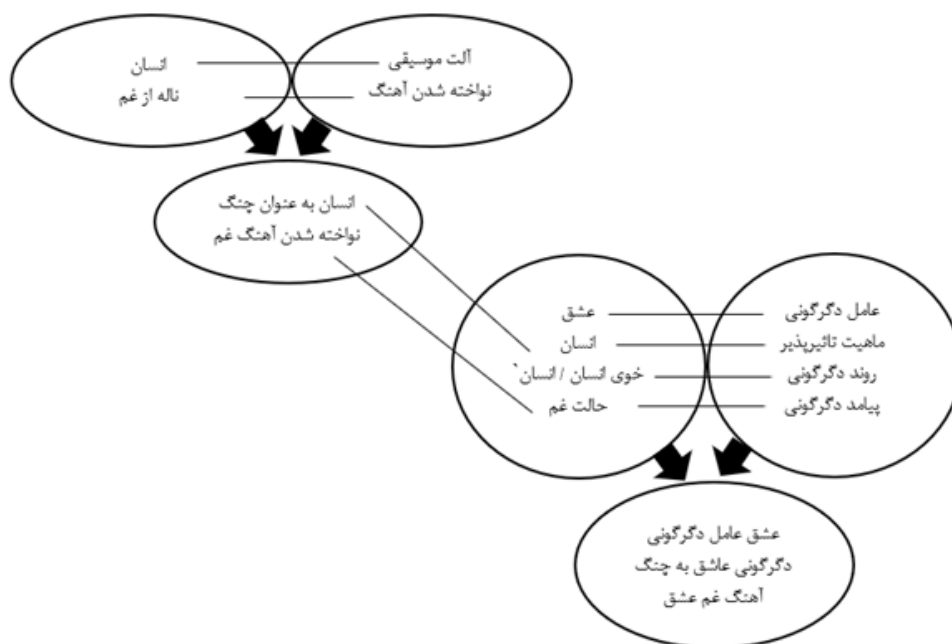 آلت موسیقی
نواخته شدن آهنگ
انسان
ناله از غم
انسان به عنوان چنگ
نواخته شدن آهنگ غم
عامل دگرگونی
ماهیت تاثیرپذیر
روند دگرگونی
پیامد دگرگونی
عشق
انسان
خوی انسان / انسان`
حالت غم
عشق عامل دگرگونی
دگرگونی عاشق به چنگ
آهنگ غم عشق